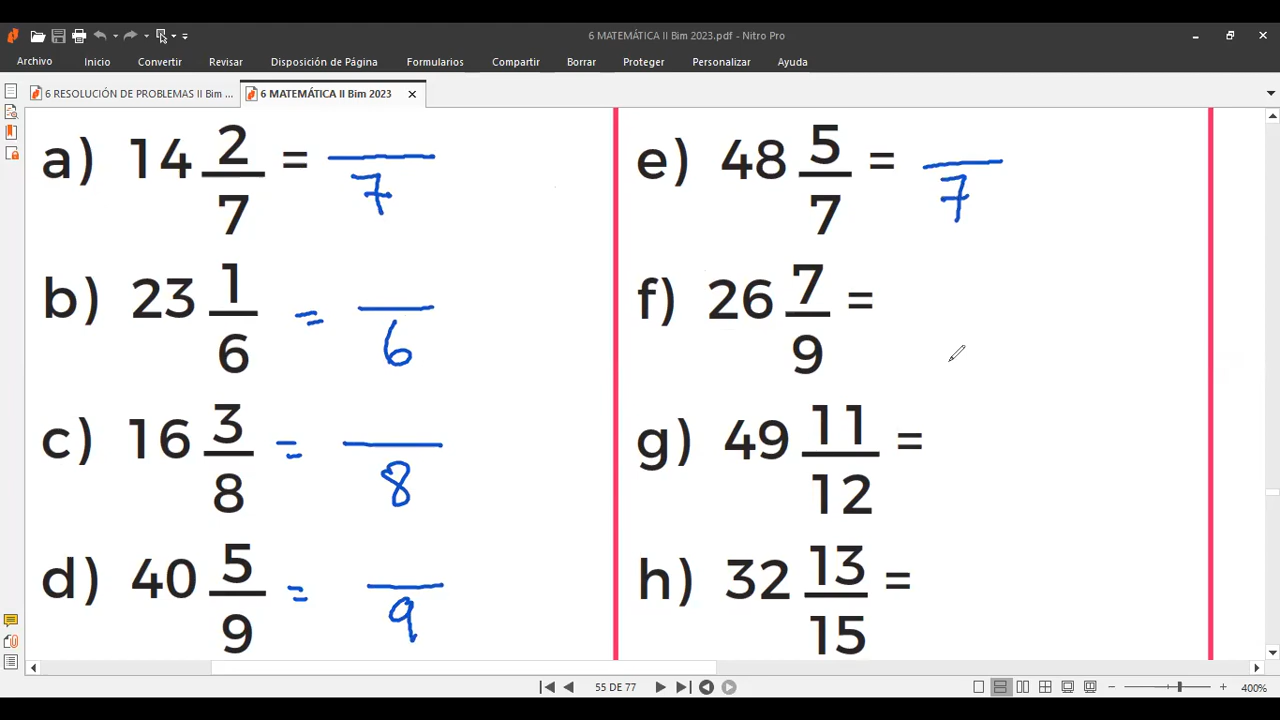 6 MATEMÁTICA II Bim 2023.pdf - Nitro Pro
Archivo Inicio Convertir Revisar Disposición de Página Formularios Compartir Borrar Proteger Personalizar Ayuda
6 RESOLUCIÓN DE PROBLEMAS II Bim ... 6 MATEMÁTICA II Bim 2023
a) 14 2/7 = /7
b) 23 1/6 = /6
c) 16 3/8 = /8
d) 40 5/9 = /9
e) 48 5/7 = /7
f) 26 7/9 =
g) 49 11/12 =
h) 32 13/15 =
55 DE 77
400%